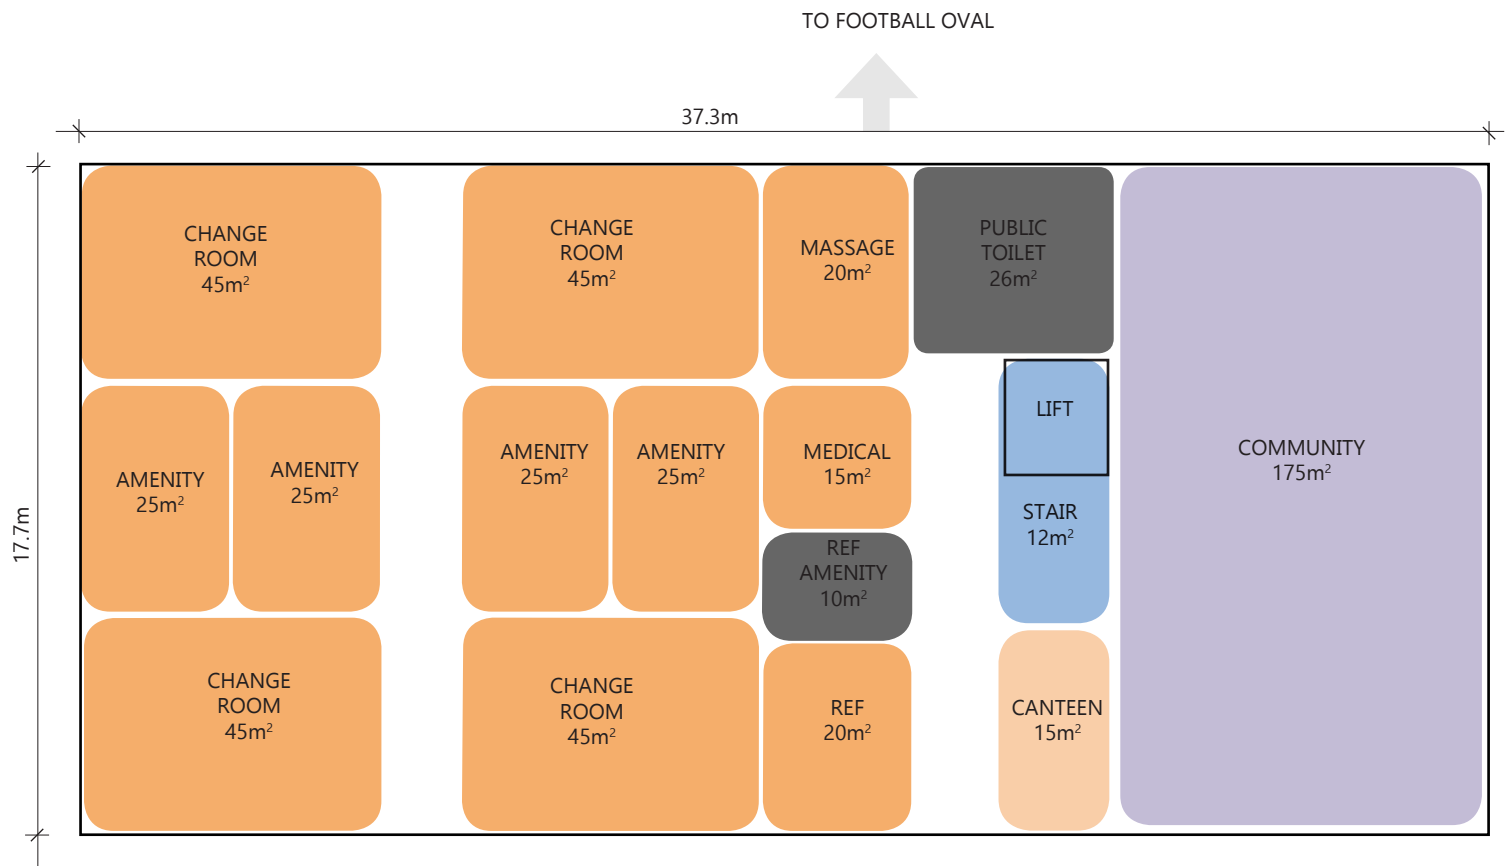 TO FOOTBALL OVAL
37.3m
17.7m
CHANGE
ROOM
45m²
CHANGE
ROOM
45m²
MASSAGE
20m²
PUBLIC
TOILET
26m²
LIFT
AMENITY
25m²
AMENITY
25m²
AMENITY
25m²
AMENITY
25m²
MEDICAL
15m²
COMMUNITY
175m²
STAIR
12m²
REF
AMENITY
10m²
CHANGE
ROOM
45m²
CHANGE
ROOM
45m²
REF
20m²
CANTEEN
15m²